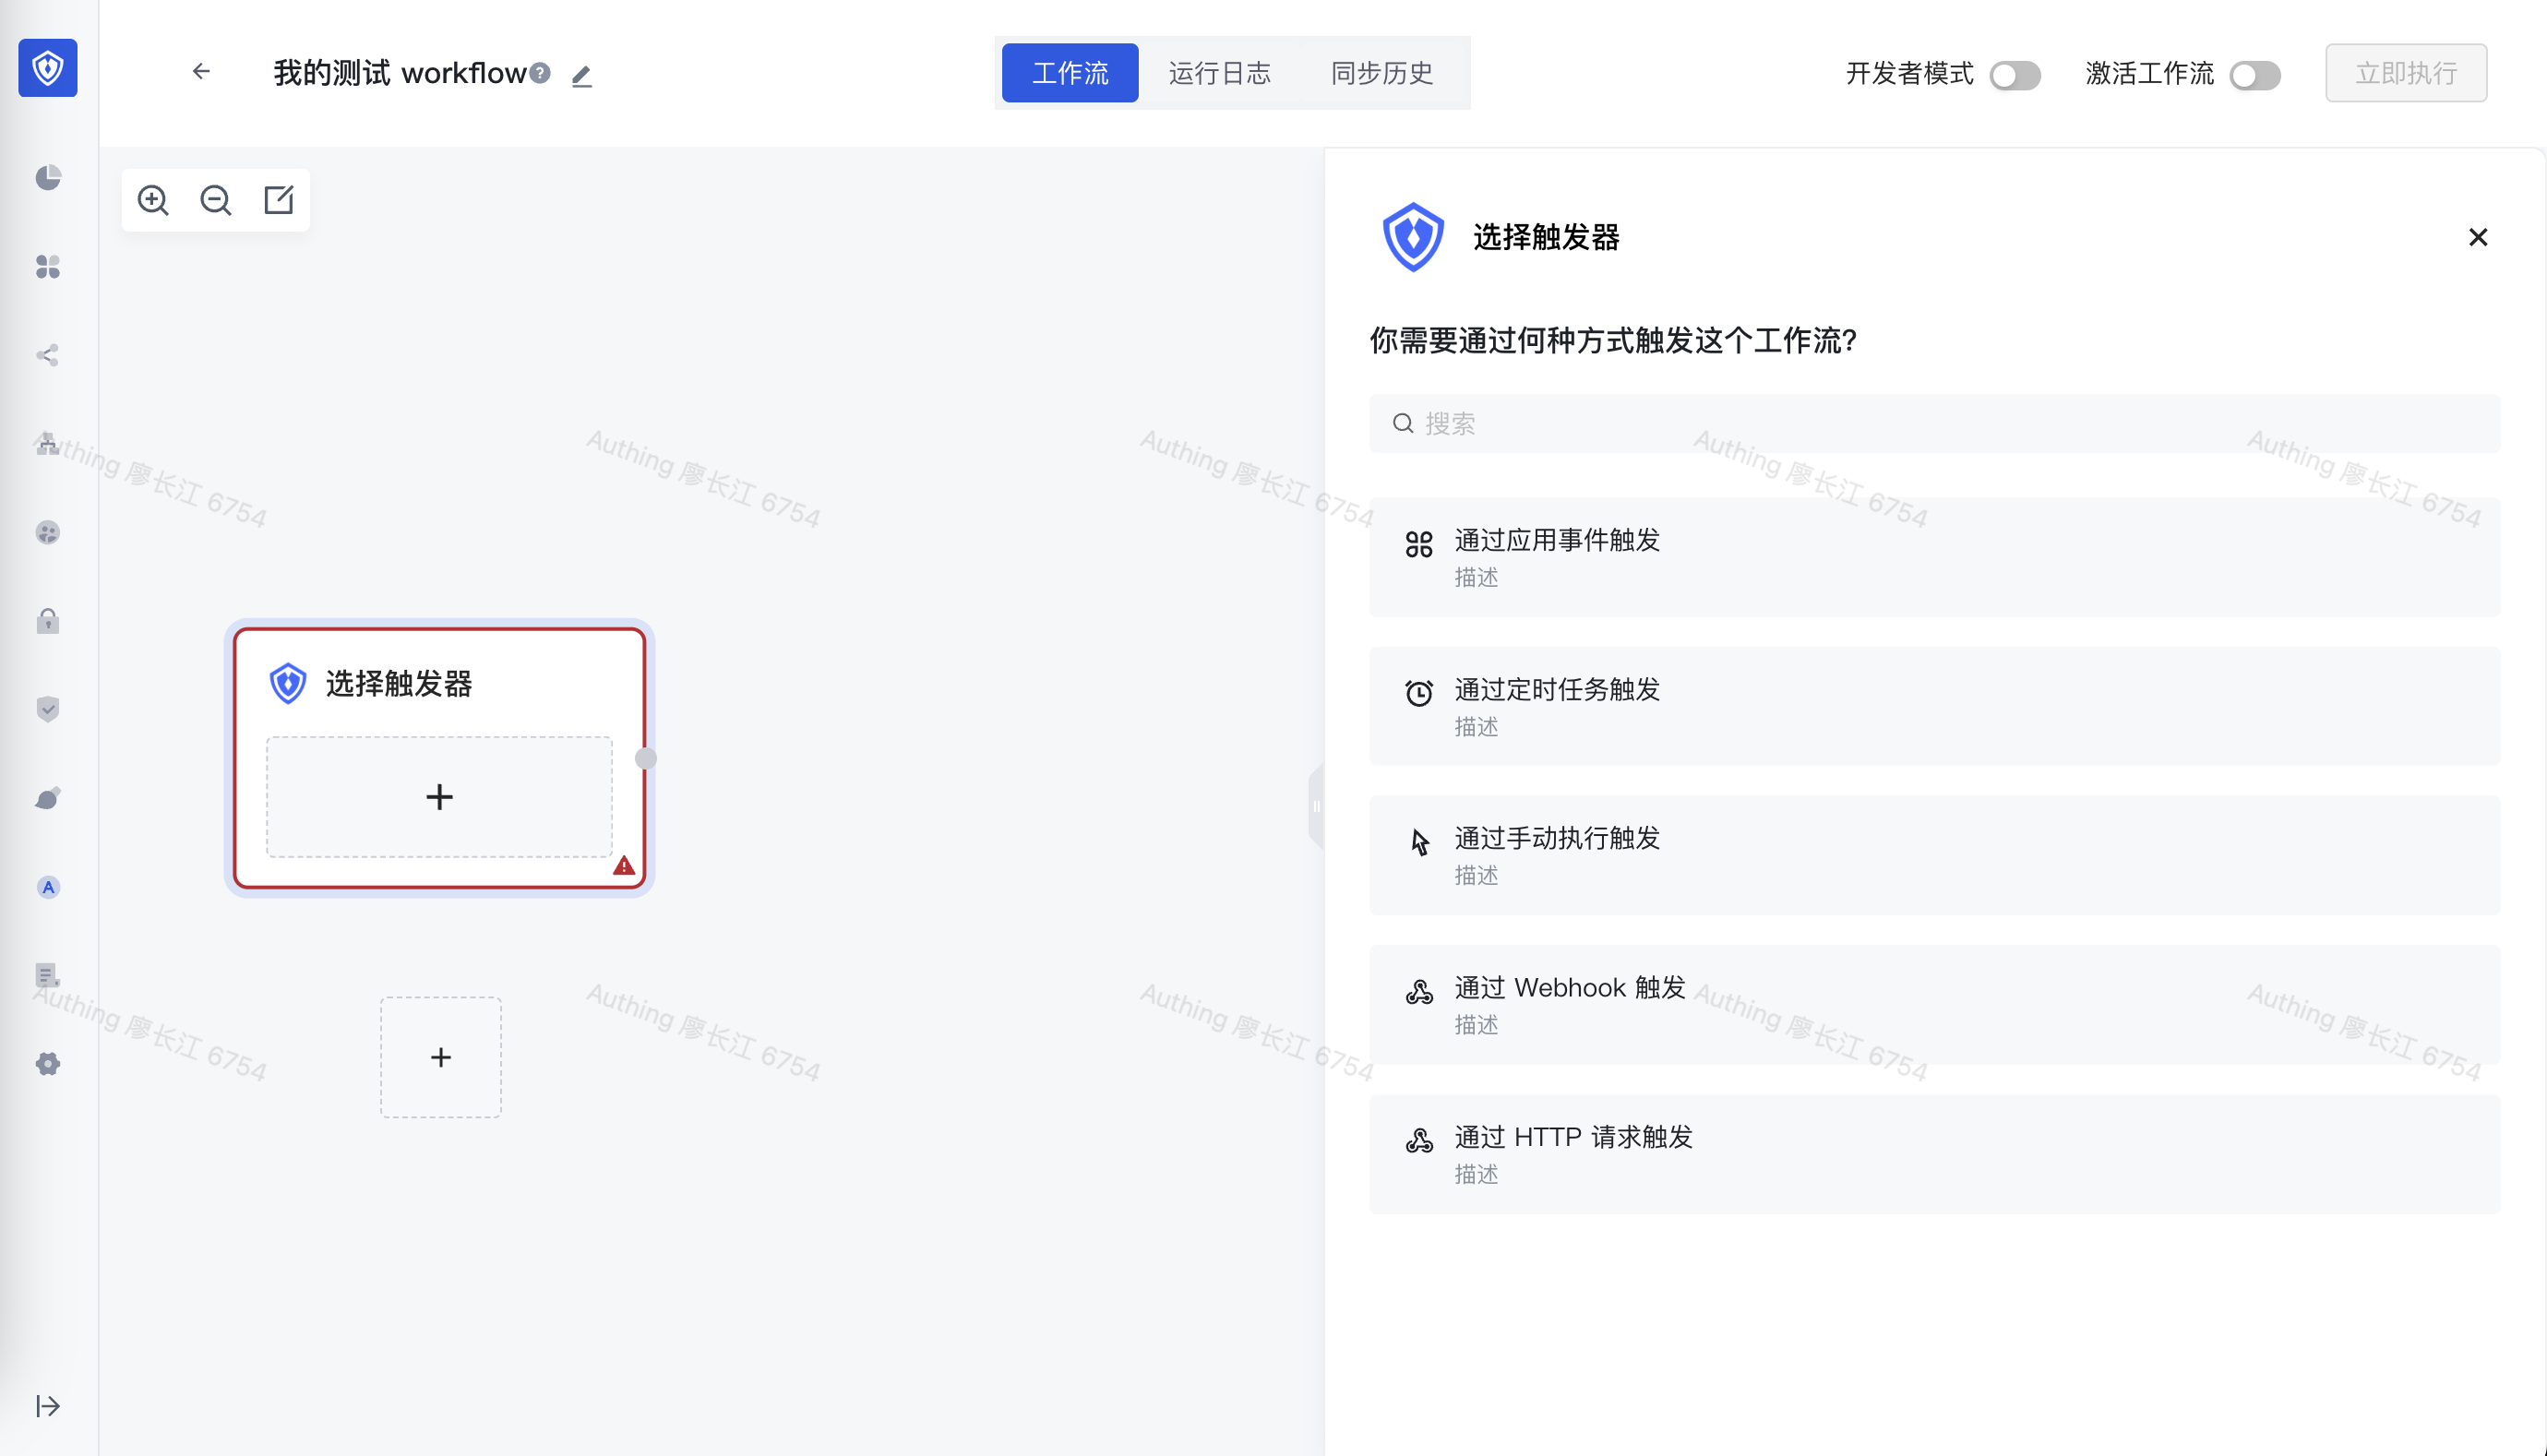 我的测试 workflow
工作流 运行日志 同步历史
开发者模式 激活工作流 立即执行
选择触发器
你需要通过何种方式触发这个工作流?
搜索
通过应用事件触发
描述
通过定时任务触发
描述
通过手动执行触发
描述
通过 Webhook 触发
描述
通过 HTTP 请求触发
描述
选择触发器
A
Authing 廖长江 6754
Authing 廖长江 6754
Authing 廖长江 6754
Authing 廖长江 6754
Authing 廖长江 6754
Authing 廖长江 6754
Authing 廖长江 6754
Authing 廖长江 6754
Authing 廖长江 6754
Authing 廖长江 6754